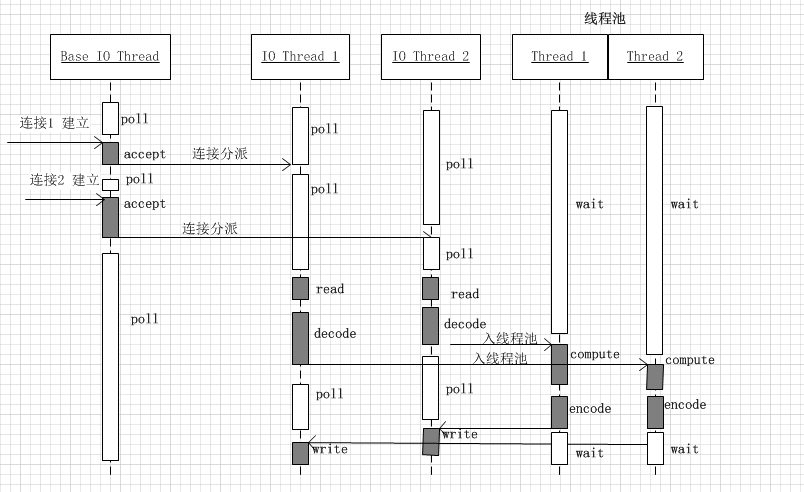 线程池
Base IO Thread
IO Thread 1
IO Thread 2
Thread 1
Thread 2
连接1 建立
poll
poll
accept
连接分派
poll
连接2 建立
poll
poll
accept
wait
wait
连接分派
poll
read
read
poll
decode
decode
入线程池
入线程池
compute
compute
poll
poll
encode
encode
write
write
wait
wait